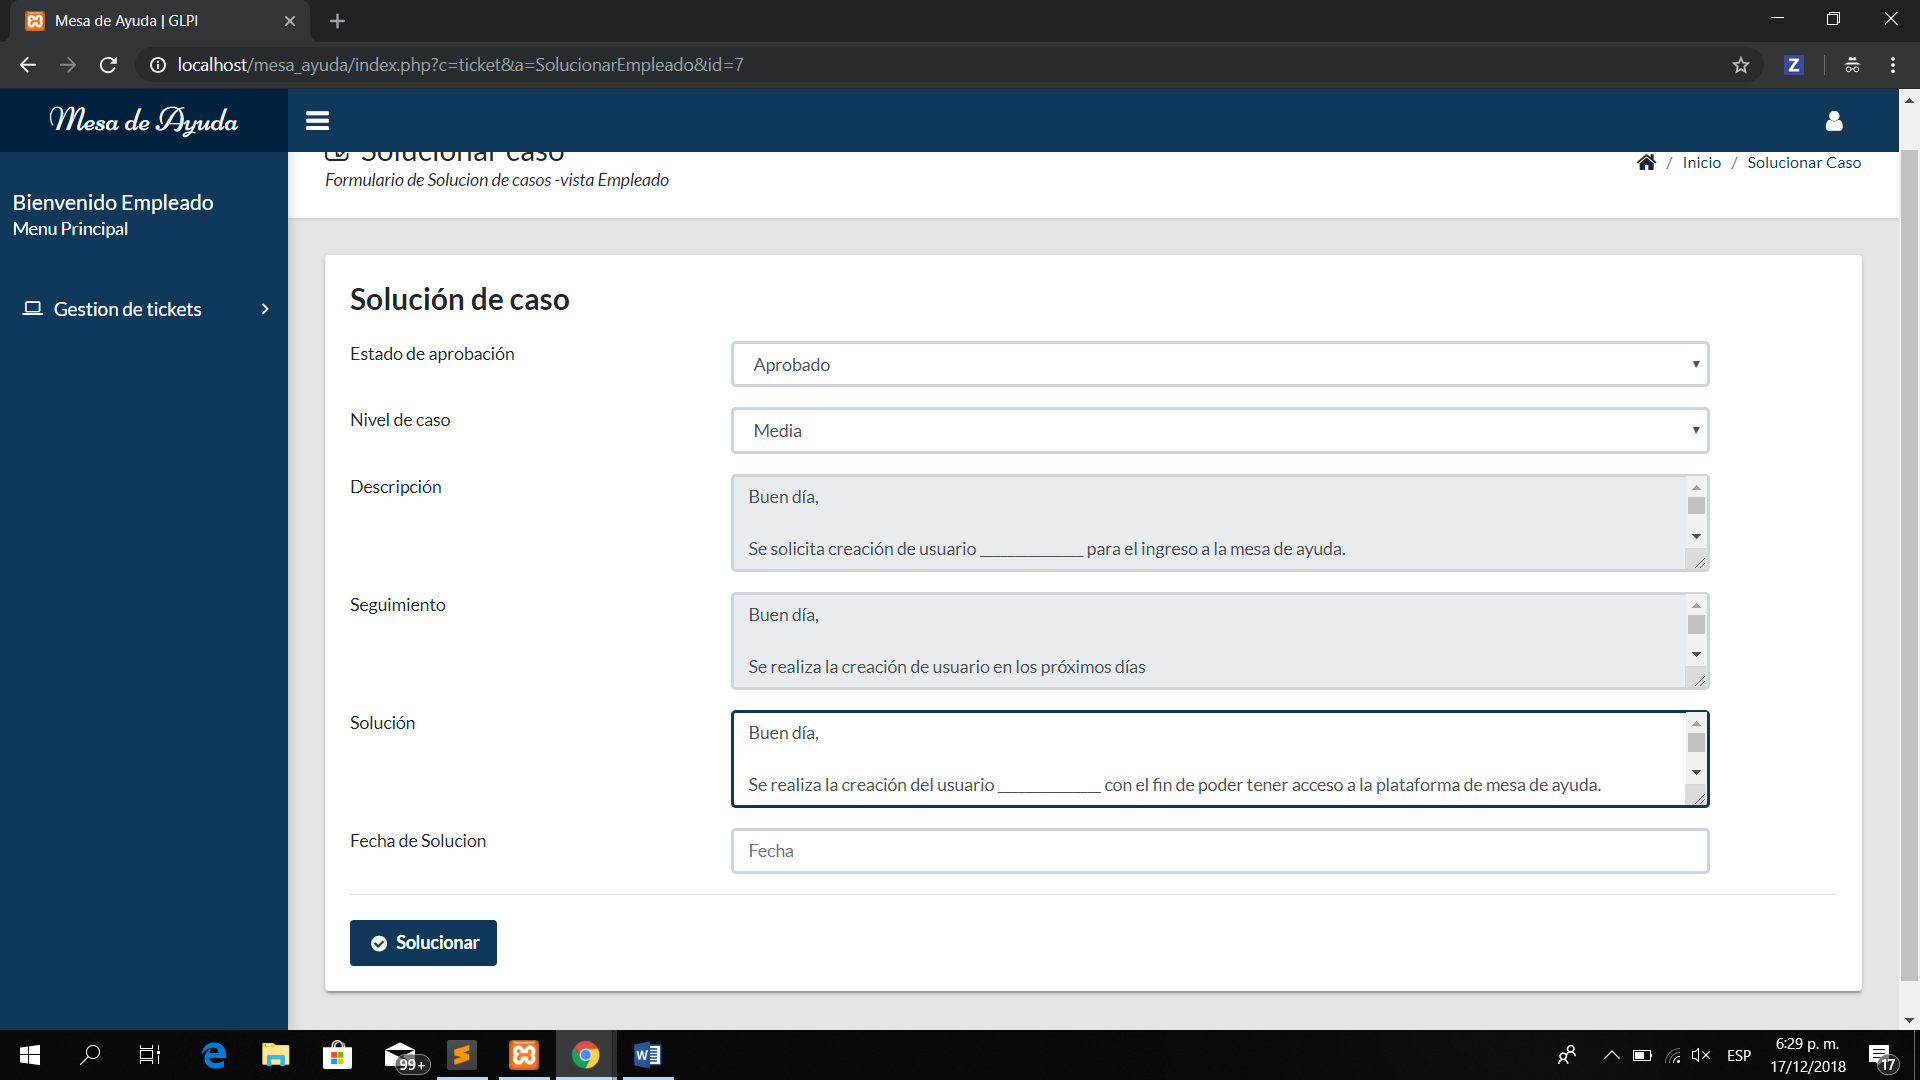 Mesa de Ayuda | GLPI
localhost/mesa_ayuda/index.php?c=ticket&a=SolucionarEmpleado&id=7
Z
Mesa de Ayuda
Solucionar caso
Formulario de Solucion de casos -vista Empleado
/ Inicio / Solucionar Caso
Bienvenido Empleado
Menu Principal
Gestion de tickets
Solución de caso
Estado de aprobación
Aprobado
Nivel de caso
Media
Descripción
Buen día,
Se solicita creación de usuario ______________ para el ingreso a la mesa de ayuda.
Seguimiento
Buen día,
Se realiza la creación de usuario en los próximos días
Solución
Buen día,
Se realiza la creación del usuario ______________ con el fin de poder tener acceso a la plataforma de mesa de ayuda.
Fecha de Solucion
Fecha
Solucionar
99+
ESP
6:29 p. m.
17/12/2018
17